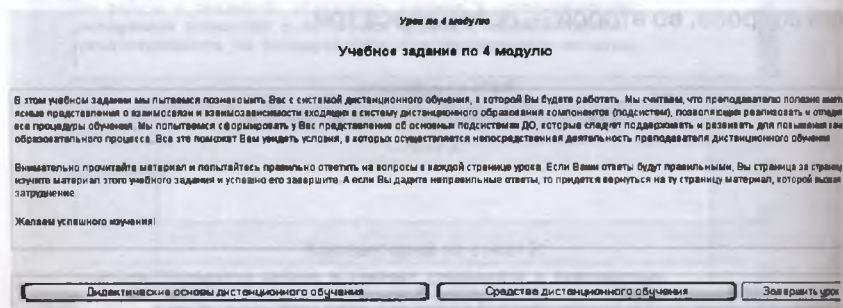 Урок по 4 модулю
Учебное задание по 4 модулю
В этом учебном задании мы пытаемся познакомить Вас с системой дистанционного обучения, в которой Вы будете работать. Мы считаем, что преподавателю полезно иметь
ясные представления о взаимосвязи и взаимозависимости входящих в систему дистанционного образования компонентов (подсистем), позволяющих реализовать и
все процедуры обучения. Мы попытаемся сформировать у Вас представление об основных подсистемах ДО, которые следует поддерживать и развивать для повышения
образовательного процесса. Все это поможет Вам увидеть условия, в которых осуществляется непосредственная деятельность преподавателя дистанционного обучения
Внимательно прочитайте материал и попытайтесь правильно ответить на вопросы в каждой странице урока. Если Ваши ответы будут правильными, Вы страница за
изучите материал этого учебного задания и успешно его завершите. А если Вы дадите неправильные ответы, то придется вернуться на ту страницу материал, которой
затруднение
Желаем успешного изучения!
Дидактические основы дистанционного обучения Средства дистанционного обучения Завершить урок